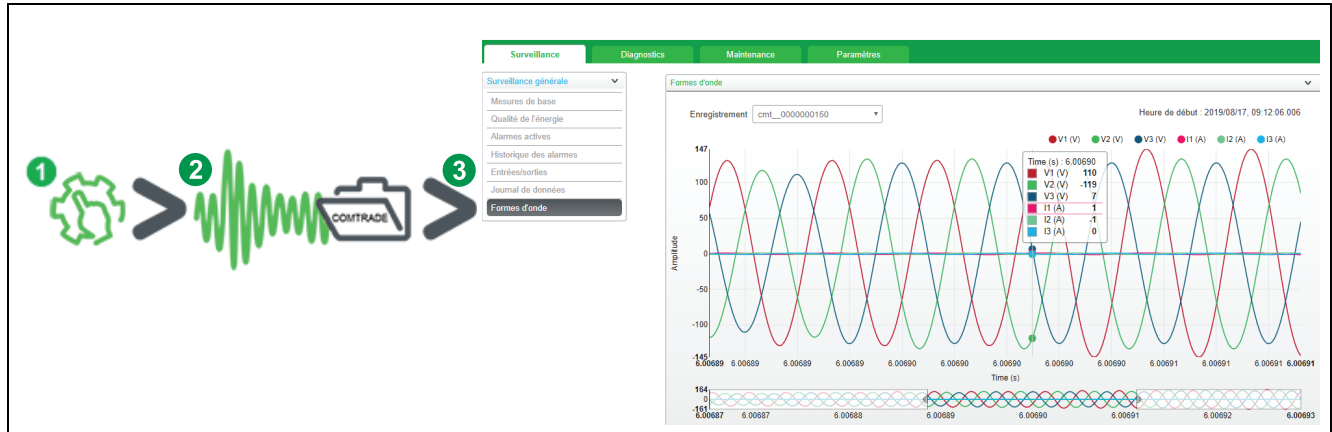 1
2
COMTRADE
3
Surveillance Diagnostics Maintenance Paramètres
Surveillance générale
Mesures de base
Qualité de l'énergie
Alarmes actives
Historique des alarmes
Entrées/sorties
Journal de données
Formes d'onde
Formes d'onde
Enregistrement cmt__0000000150 Heure de début : 2019/08/17, 09:12:06.006
V1 (V) V2 (V) V3 (V) I1 (A) I2 (A) I3 (A)
Time (s) : 6.00690
V1 (V) 110
V2 (V) -119
V3 (V) 7
I1 (A) 1
I2 (A) -1
I3 (A) 0
Amplitude
147
100
50
0
-50
-100
-145
6.00689 6.00689 6.00689 6.00689 6.00690 6.00690 6.00690 6.00690 6.00690 6.00690 6.00691 6.00691 6.00691
Time (s)
164
0
-161
6.00687 6.00687 6.00688 6.00689 6.00690 6.00691 6.00692 6.00693